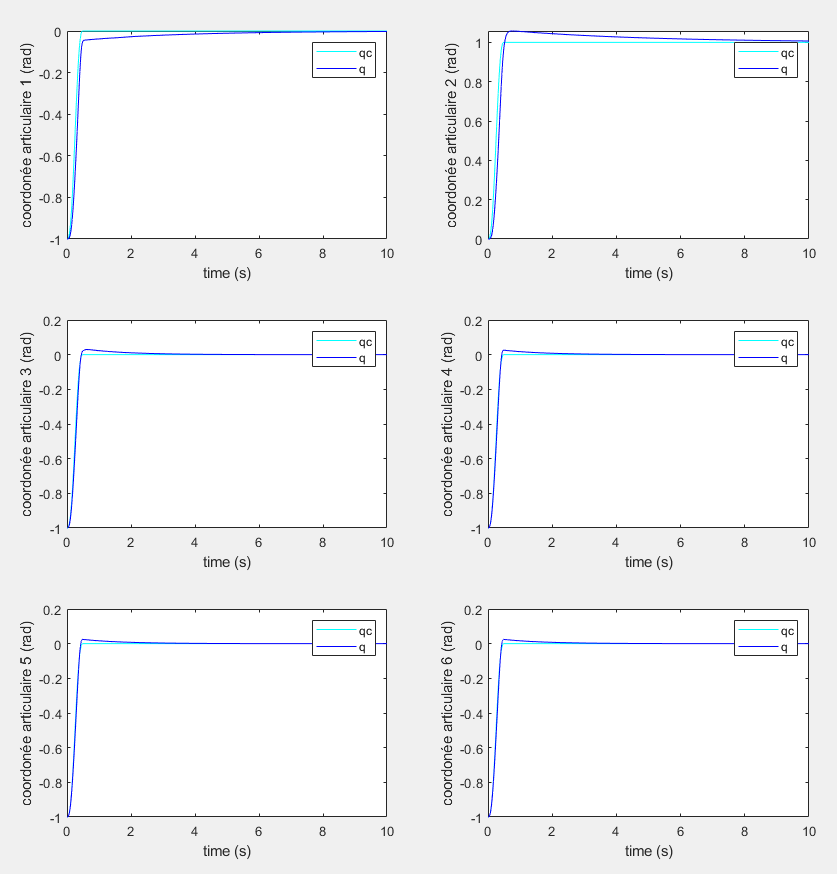 coordonée articulaire 1 (rad)
0
-0.2
-0.4
-0.6
-0.8
-1
0 2 4 6 8 10
time (s)
qc
q
coordonée articulaire 2 (rad)
1
0.8
0.6
0.4
0.2
0
0 2 4 6 8 10
time (s)
qc
q
coordonée articulaire 3 (rad)
0.2
0
-0.2
-0.4
-0.6
-0.8
-1
0 2 4 6 8 10
time (s)
qc
q
coordonée articulaire 4 (rad)
0.2
0
-0.2
-0.4
-0.6
-0.8
-1
0 2 4 6 8 10
time (s)
qc
q
coordonée articulaire 5 (rad)
0.2
0
-0.2
-0.4
-0.6
-0.8
-1
0 2 4 6 8 10
time (s)
qc
q
coordonée articulaire 6 (rad)
0.2
0
-0.2
-0.4
-0.6
-0.8
-1
0 2 4 6 8 10
time (s)
qc
q